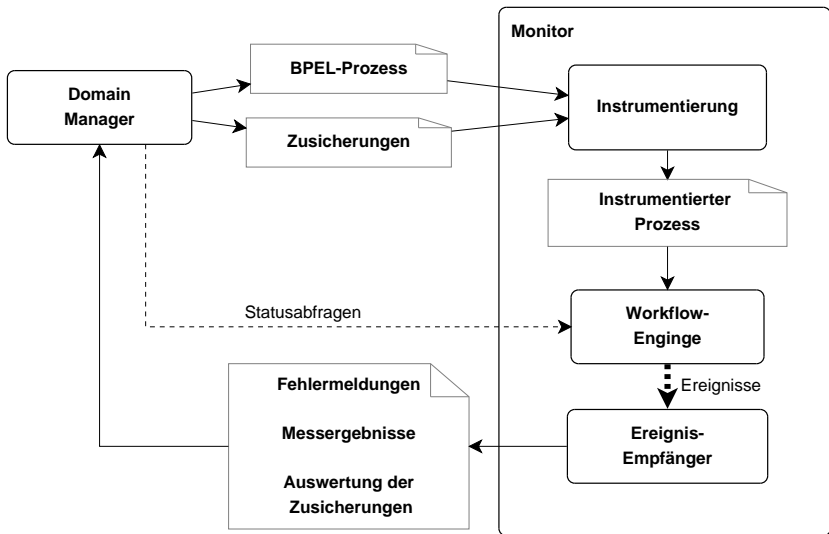 Monitor
BPEL-Prozess
Domain
Manager
Instrumentierung
Zusicherungen
Instrumentierter
Prozess
Statusabfragen
Workflow-
Enginge
Ereignisse
Fehlermeldungen
Messergebnisse
Auswertung der
Zusicherungen
Ereignis-
Empfänger